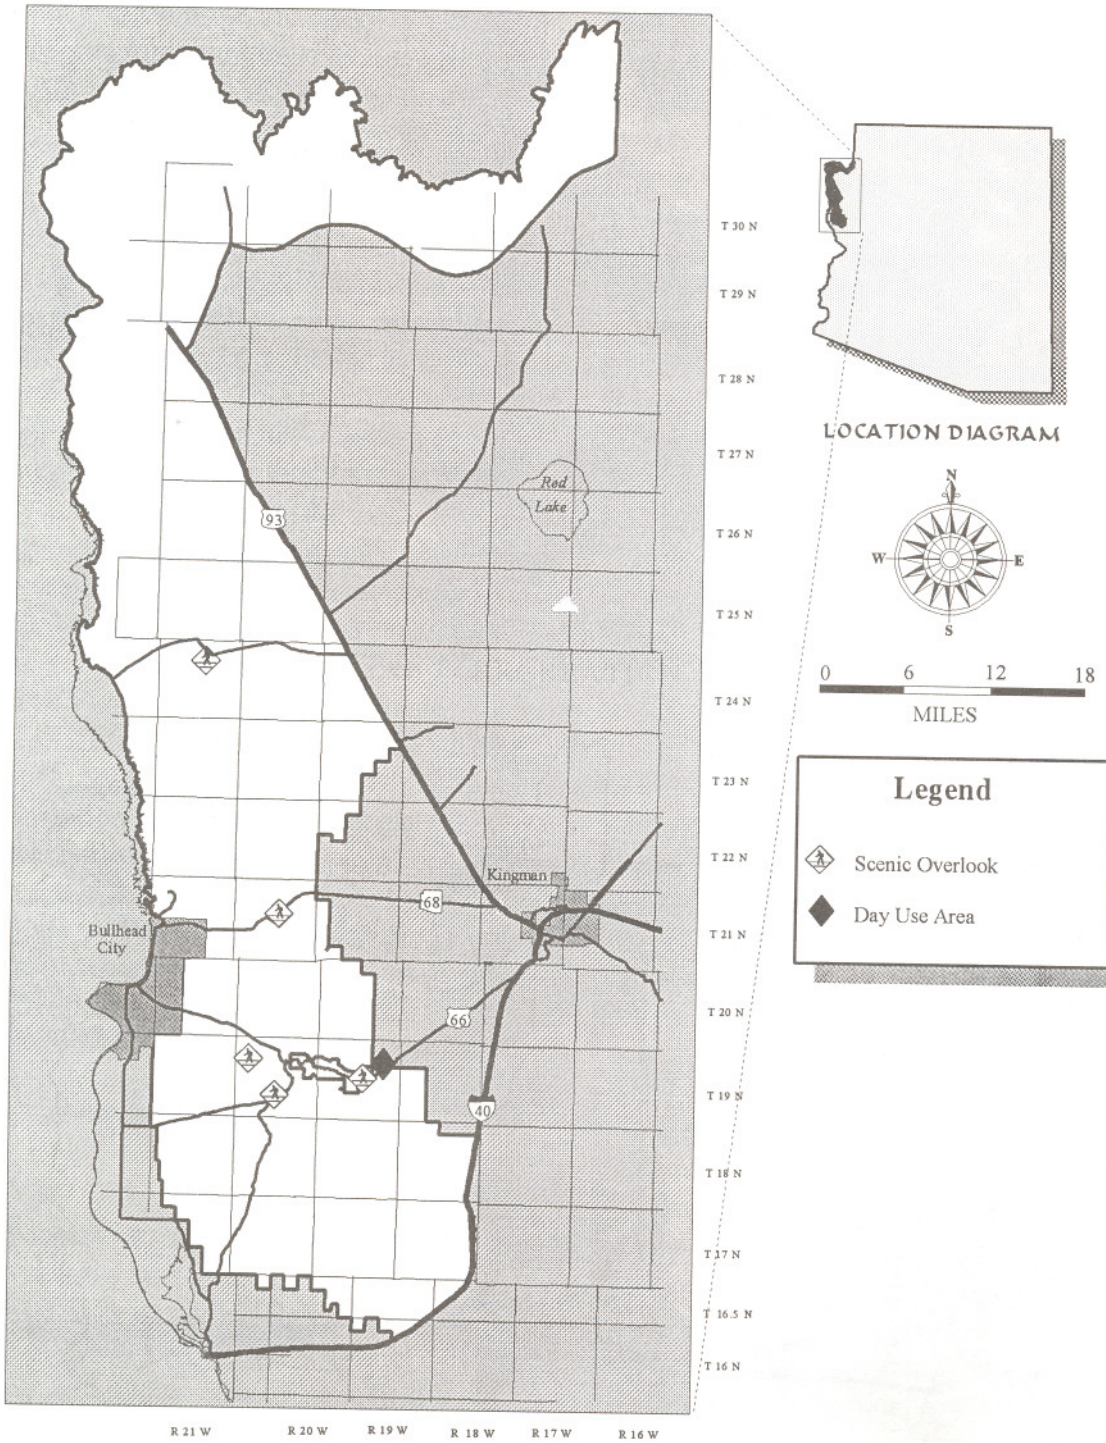 T 30 N
T 29 N
T 28 N
T 27 N
T 26 N
T 25 N
T 24 N
T 23 N
T 22 N
T 21 N
T 20 N
T 19 N
T 18 N
T 17 N
T 16.5 N
T 16 N
R 21 W
R 20 W
R 19 W
R 18 W
R 17 W
R 16 W
93
Red
Lake
Kingman
68
Bullhead
City
66
40
LOCATION DIAGRAM
N
W
E
S
0 6 12 18
MILES
Legend
Scenic Overlook
Day Use Area